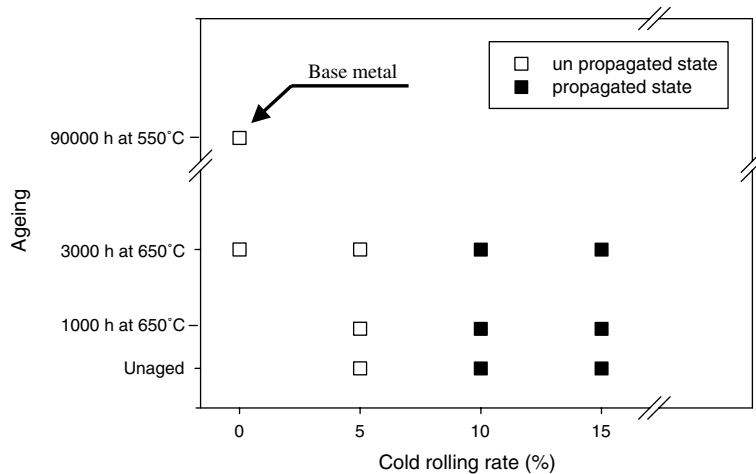 un propagated state
propagated state
Base metal
90000 h at 550°C
3000 h at 650°C
1000 h at 650°C
Unaged
Ageing
0 5 10 15
Cold rolling rate (%)